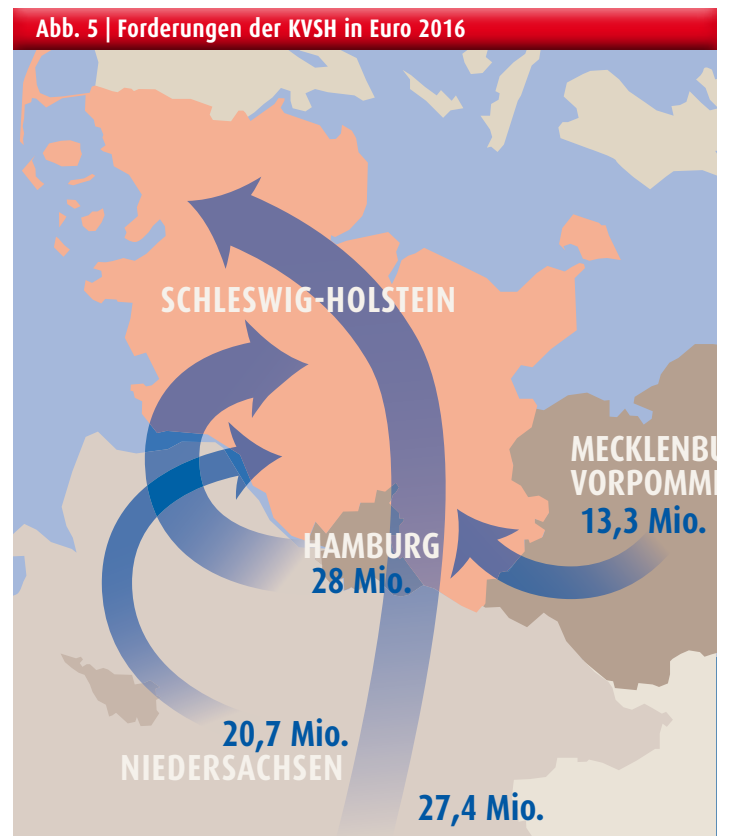 Abb. 5 | Forderungen der KVSH in Euro 2016
SCHLESWIG-HOLSTEIN
MECKLENBU
VORPOMME
13,3 Mio.
HAMBURG
28 Mio.
20,7 Mio.
NIEDERSACHSEN
27,4 Mio.